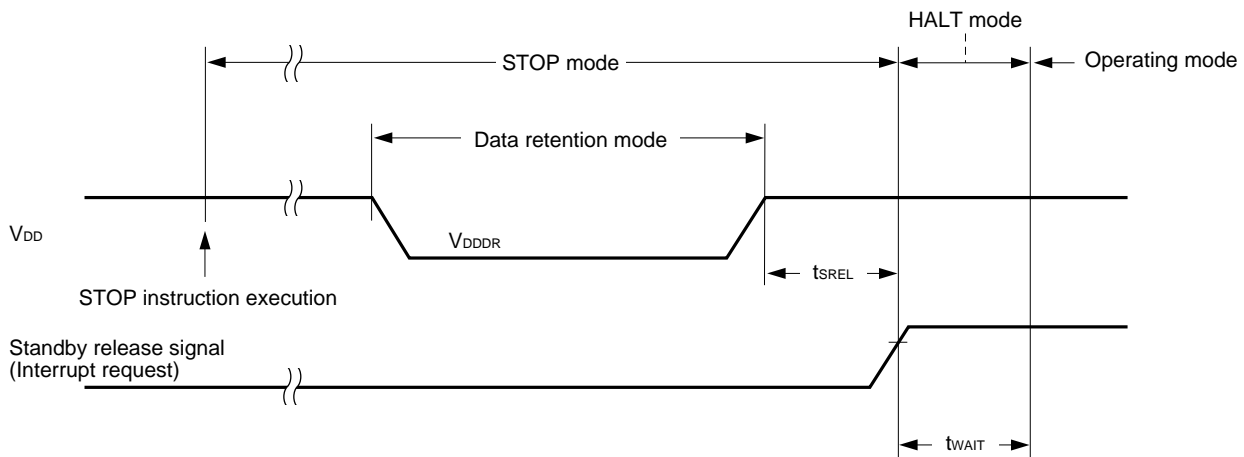 HALT mode
STOP mode
Operating mode
Data retention mode
VDD
VDDDR
tSREL
STOP instruction execution
Standby release signal
(Interrupt request)
tWAIT